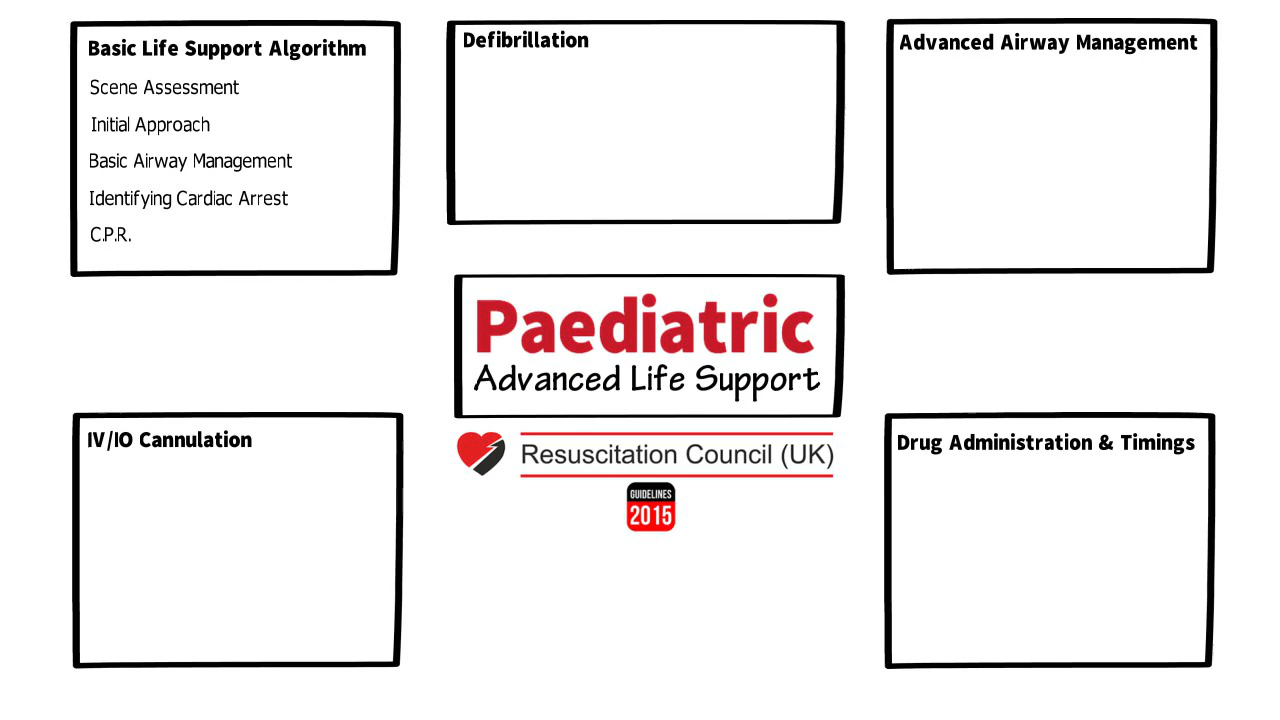 Basic Life Support Algorithm
Scene Assessment
Initial Approach
Basic Airway Management
Identifying Cardiac Arrest
C.P.R.
Defibrillation
Advanced Airway Management
Paediatric
Advanced Life Support
Resuscitation Council (UK)
GUIDELINES
2015
IV/IO Cannulation
Drug Administration & Timings